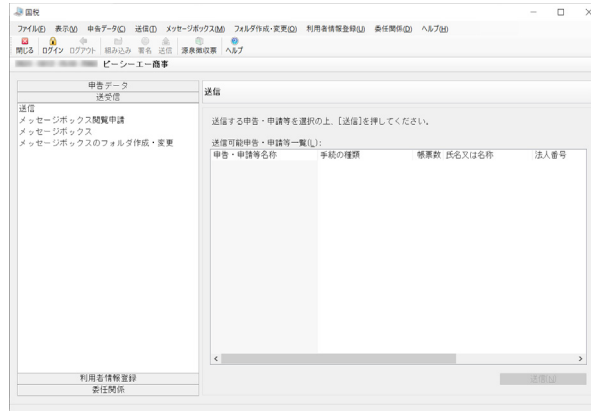 国税
ファイル(F) 表示(V) 申告データ(C) 送信(T) メッセージボックス(M) フォルダ作成・変更(O) 利用者情報登録(U) 委任関係(D) ヘルプ(H)
閉じる ログイン ログアウト 組み込み 署名 送信 源泉徴収票 ヘルプ
ピーシーエー商事
申告データ
送受信
送信
メッセージボックス閲覧申請
メッセージボックス
メッセージボックスのフォルダ作成・変更
利用者情報登録
委任関係
送信
送信する申告・申請等を選択の上、[送信]を押してください。
送信可能申告・申請等一覧(L):
申告・申請等名称 手続の種類 帳票数 氏名又は名称 法人番号